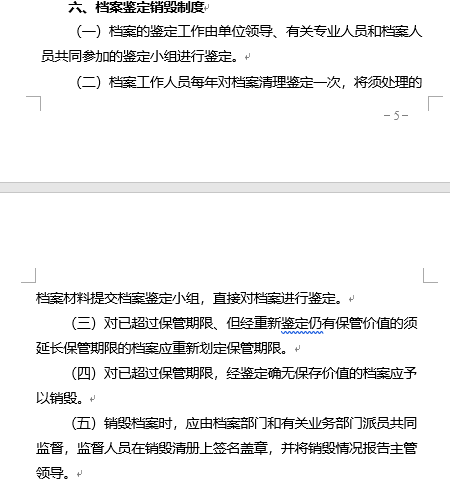 六、档案鉴定销毁制度
（一）档案的鉴定工作由单位领导、有关专业人员和档案人
员共同参加的鉴定小组进行鉴定。
（二）档案工作人员每年对档案清理鉴定一次，将须处理的
－5－
档案材料提交档案鉴定小组，直接对档案进行鉴定。
（三）对已超过保管期限、但经重新鉴定仍有保管价值的须
延长保管期限的档案应重新划定保管期限。
（四）对已超过保管期限，经鉴定确无保存价值的档案应予
以销毁。
（五）销毁档案时，应由档案部门和有关业务部门派员共同
监督，监督人员在销毁清册上签名盖章，并将销毁情况报告主管
领导。